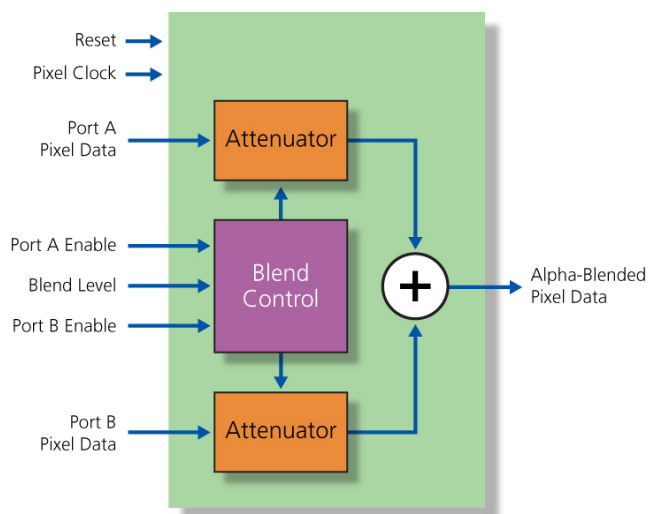 Reset
Pixel Clock
Port A
Pixel Data
Attenuator
Port A Enable
Blend Level
Port B Enable
Blend
Control
+
Alpha-Blended
Pixel Data
Port B
Pixel Data
Attenuator